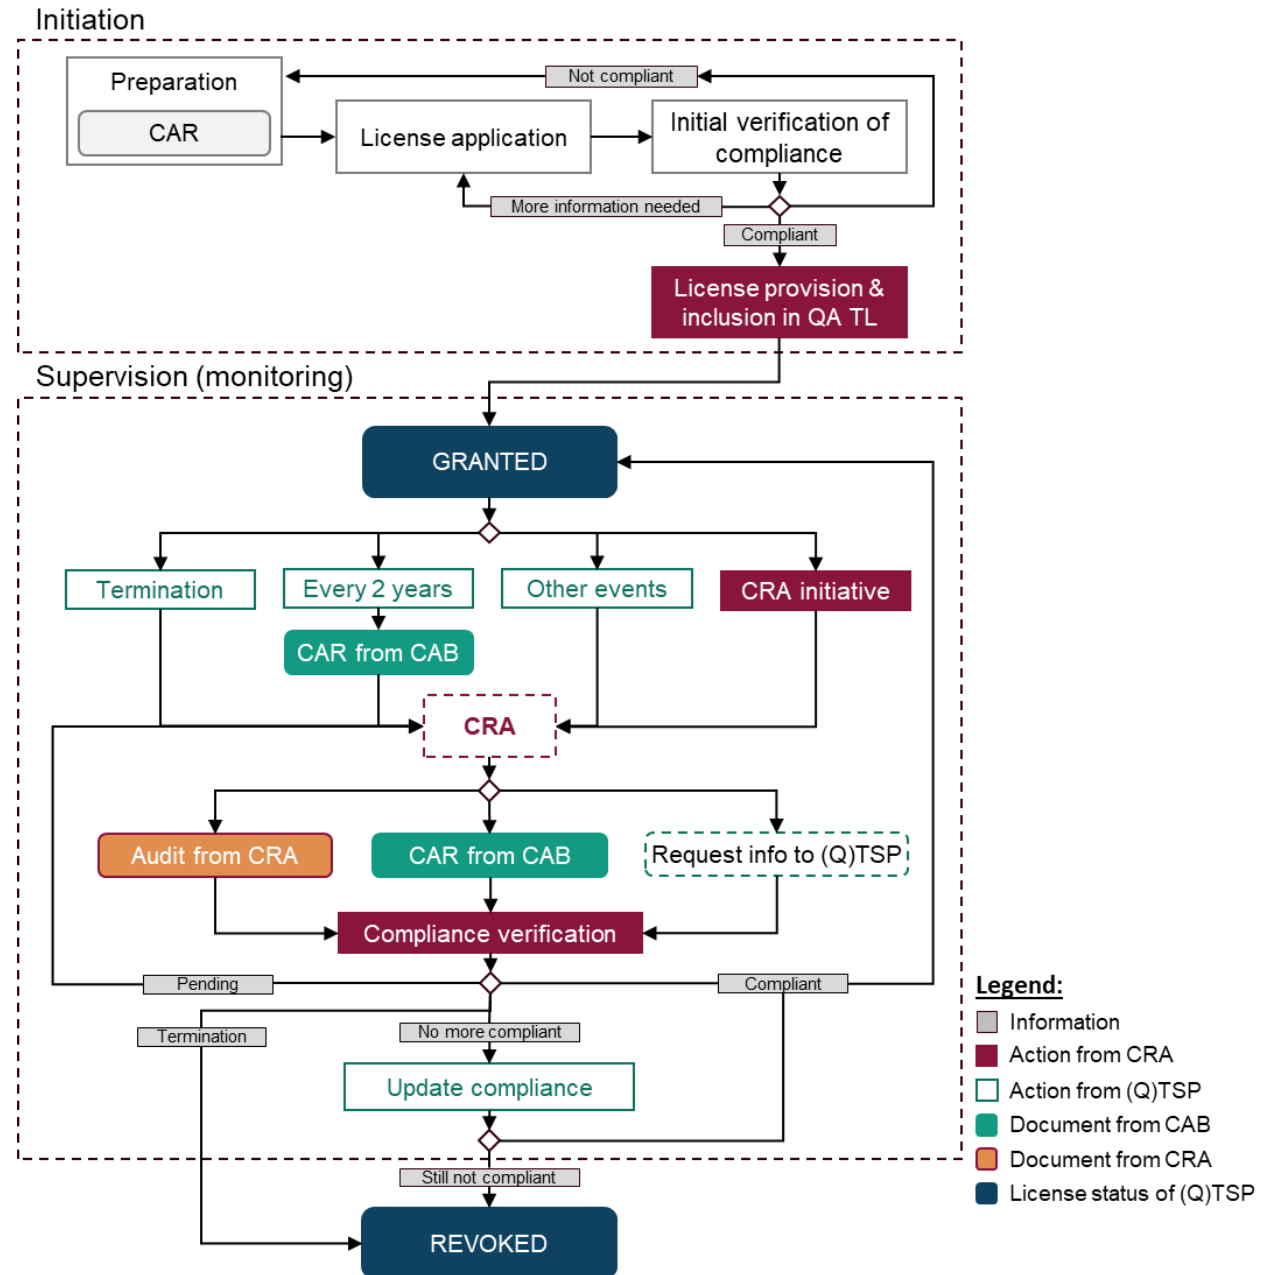 Initiation
Preparation
CAR
Not compliant
License application
Initial verification of
compliance
More information needed
Compliant
License provision &
inclusion in QA TL
Supervision (monitoring)
GRANTED
Termination
Every 2 years
Other events
CRA initiative
CAR from CAB
CRA
Audit from CRA
CAR from CAB
Request info to (Q)TSP
Compliance verification
Pending
Compliant
Termination
No more compliant
Update compliance
Still not compliant
REVOKED
Legend:
Information
Action from CRA
Action from (Q)TSP
Document from CAB
Document from CRA
License status of (Q)TSP